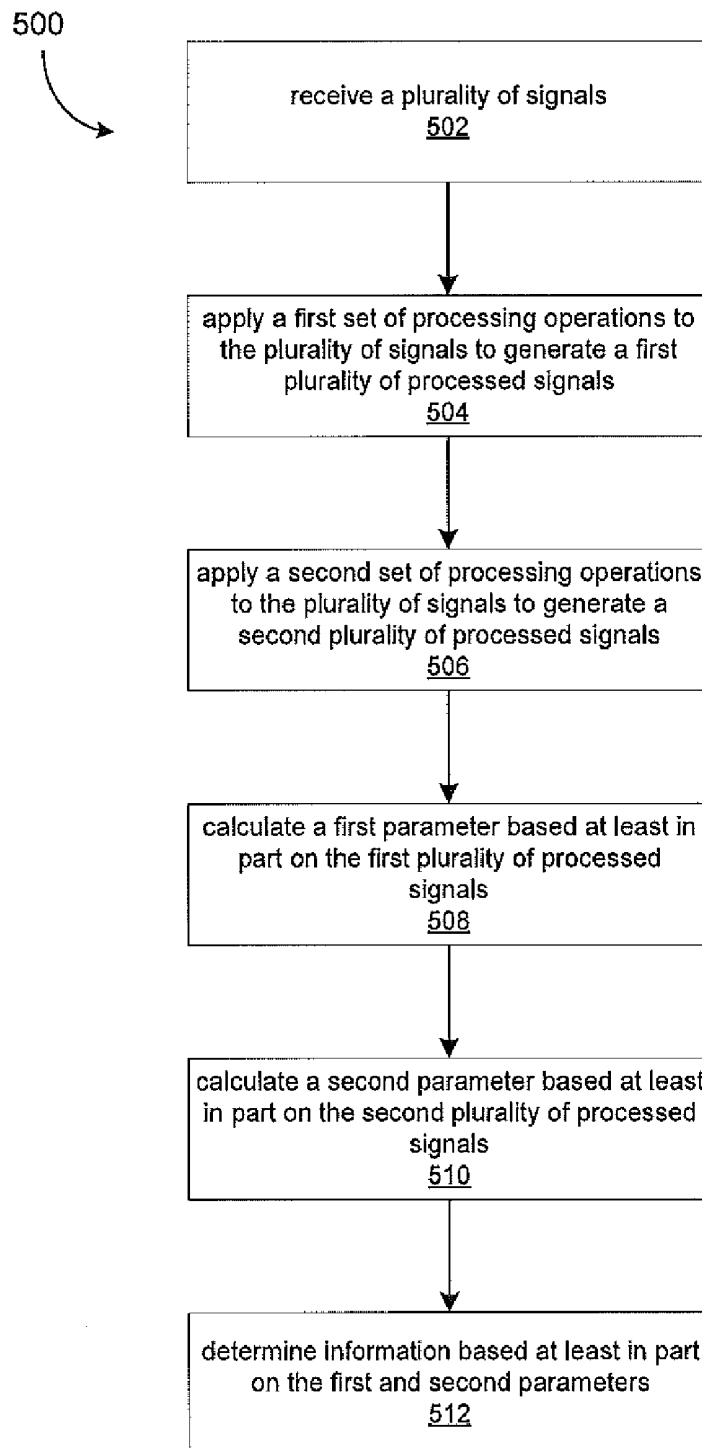 500
receive a plurality of signals
502
apply a first set of processing operations to
the plurality of signals to generate a first
plurality of processed signals
504
apply a second set of processing operations
to the plurality of signals to generate a
second plurality of processed signals
506
calculate a first parameter based at least in
part on the first plurality of processed
signals
508
calculate a second parameter based at least
in part on the second plurality of processed
signals
510
determine information based at least in part
on the first and second parameters
512